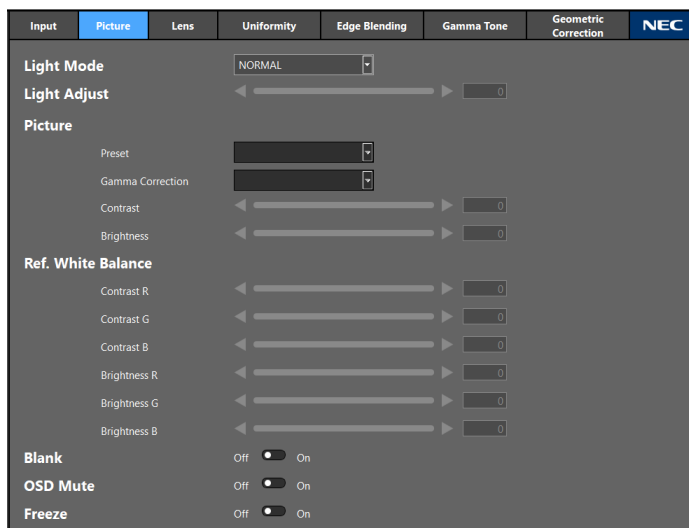 Input Picture Lens Uniformity Edge Blending Gamma Tone Geometric Correction NEC
Light Mode NORMAL
Light Adjust 0
Picture
Preset
Gamma Correction
Contrast 0
Brightness 0
Ref. White Balance
Contrast R 0
Contrast G 0
Contrast B 0
Brightness R 0
Brightness G 0
Brightness B 0
Blank Off On
OSD Mute Off On
Freeze Off On